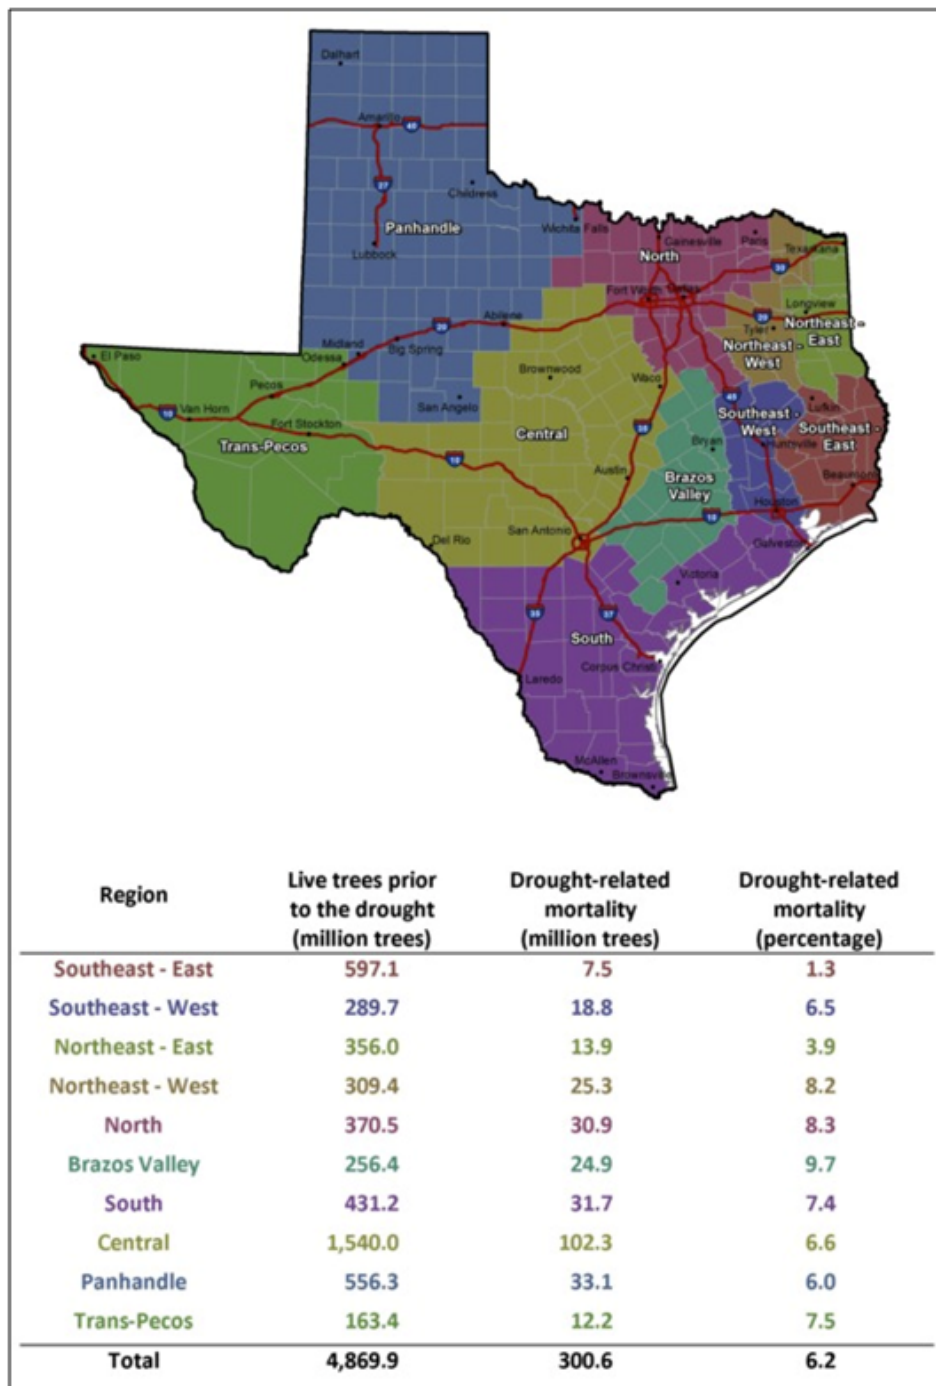 Dalhart
Amarillo
40
27
Childress
Panhandle
Lubbock
Wichita Falls
Gainesville
Paris
Texarkana
North
30
Fort Worth
Longview
20
Tyler
Northeast -
East
Northeast -
West
Abilene
20
Midland
Big Spring
Odessa
El Paso
Brownwood
Waco
Pecos
San Angelo
45
Lufkin
Van Horn
10
Fort Stockton
Southeast -
West
Southeast -
East
Central
35
Bryan
Huntsville
Trans-Pecos
10
Austin
Brazos
Valley
Beaumont
Houston
10
San Antonio
Del Rio
Galveston
Victoria
35
37
South
Corpus Christi
Laredo
McAllen
Brownsville
Region Live trees prior to the drought (million trees) Drought-related mortality (million trees) Drought-related mortality (percentage)
Southeast - East 597.1 7.5 1.3
Southeast - West 289.7 18.8 6.5
Northeast - East 356.0 13.9 3.9
Northeast - West 309.4 25.3 8.2
North 370.5 30.9 8.3
Brazos Valley 256.4 24.9 9.7
South 431.2 31.7 7.4
Central 1,540.0 102.3 6.6
Panhandle 556.3 33.1 6.0
Trans-Pecos 163.4 12.2 7.5
Total 4,869.9 300.6 6.2